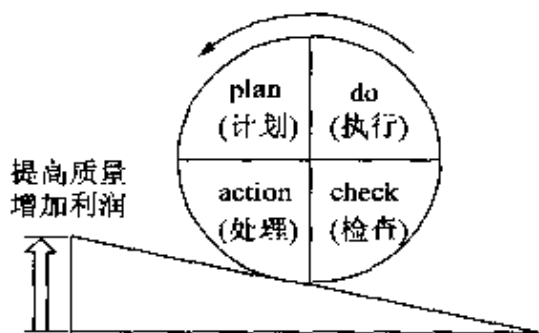 plan
(计划)
do
(执行)
提高质量
增加利润
action
(处理)
check
(检查)